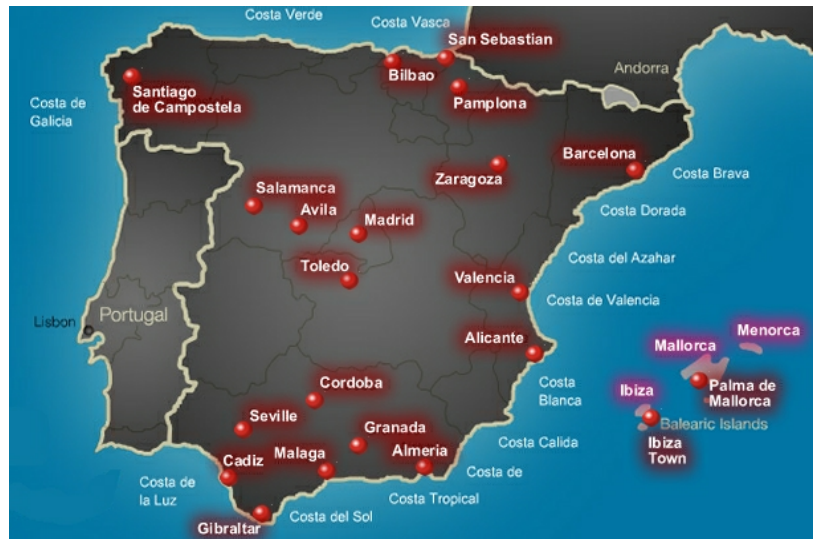 Costa Verde
Costa Vasca
San Sebastian
Bilbao
Andorra
Santiago
de Campostela
Pamplona
Costa de
Galicia
Barcelona
Zaragoza
Costa Brava
Salamanca
Avila
Madrid
Costa Dorada
Toledo
Costa del Azahar
Valencia
Costa de Valencia
Portugal
Lisbon
Menorca
Alicante
Mallorca
Cordoba
Costa
Blanca
Ibiza
Palma de
Mallorca
Seville
Balearic Islands
Granada
Costa Calida
Ibiza
Town
Cadiz
Malaga
Almeria
Costa de
Costa de
la Luz
Costa Tropical
Costa del Sol
Gibraltar